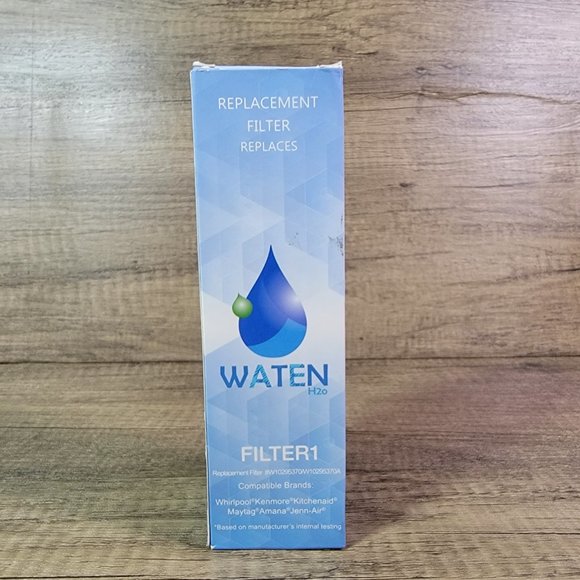 REPLACEMENT
FILTER
REPLACES
WATEN
H2o
FILTER1
Replacement Filter #W10295370/W10295370A
Compatible Brands:
Whirlpool®Kenmore®Kitchenaid®
Maytag®Amana®Jenn-Air®
*Based on manufacturer's internal testing